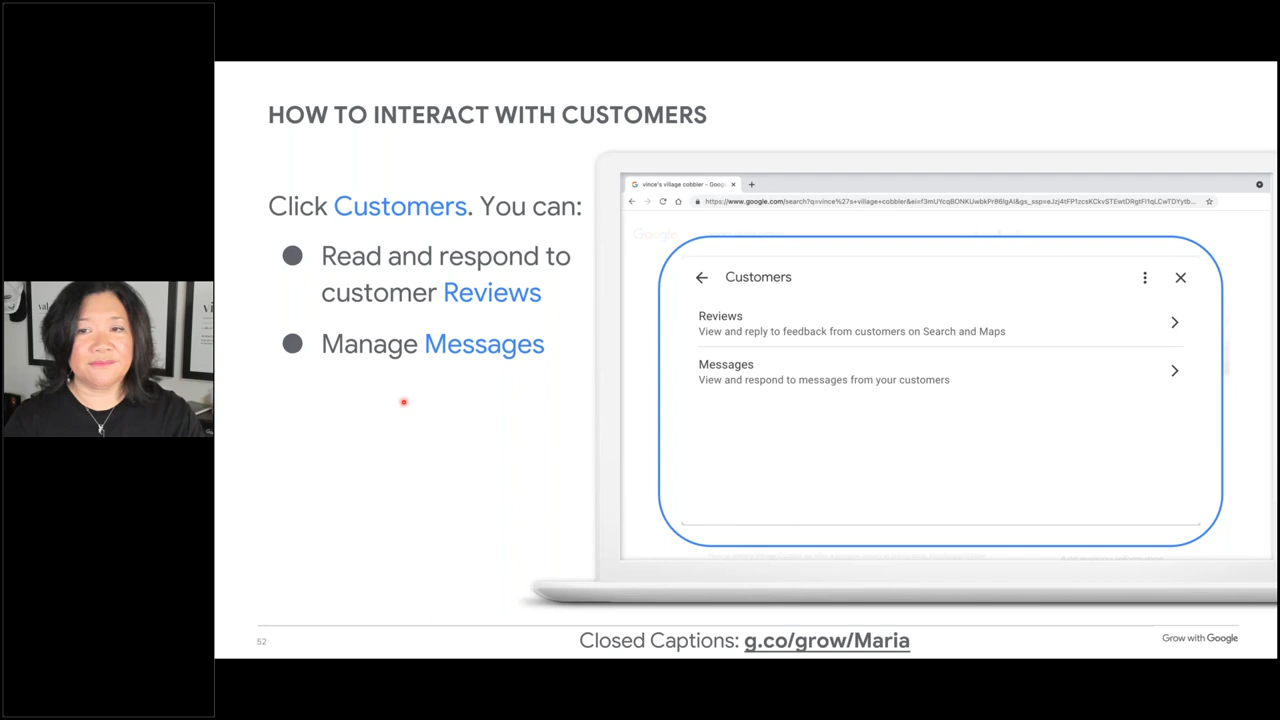 HOW TO INTERACT WITH CUSTOMERS
Click Customers. You can:
● Read and respond to
customer Reviews
● Manage Messages
vince's village cobbler - Goog
Google
Customers
Reviews
View and reply to feedback from customers on Search and Maps
Messages
View and respond to messages from your customers
52
Closed Captions: g.co/grow/Maria
Grow with Google